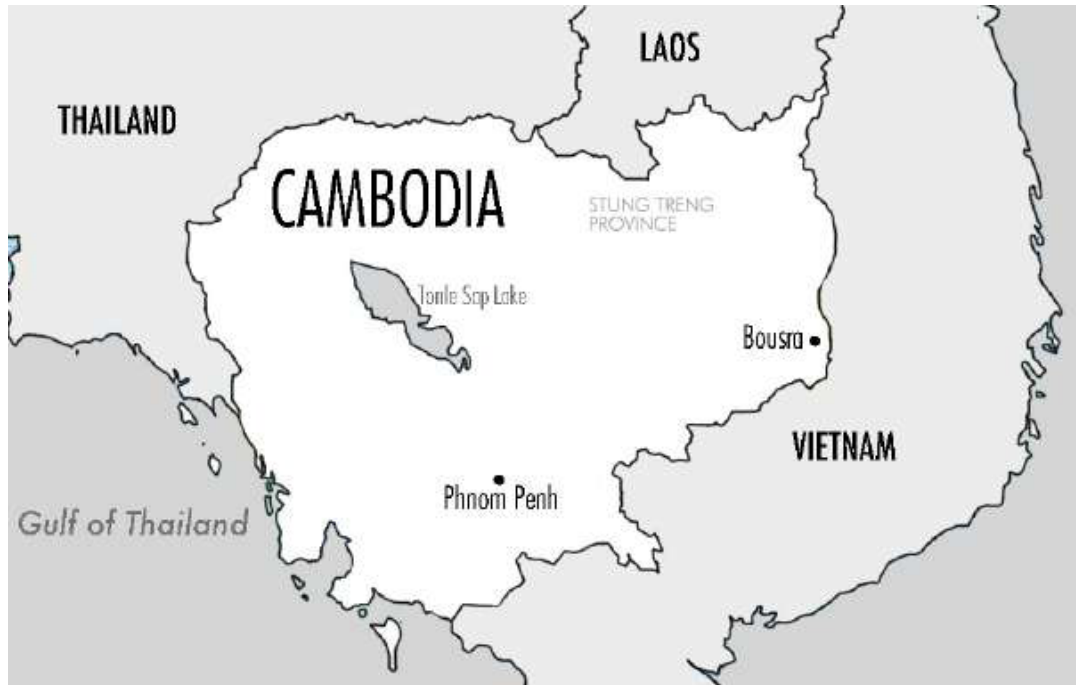 LAOS
THAILAND
CAMBODIA
STUNG TRENG
PROVINCE
Tonle Sap Lake
Bousra
VIETNAM
Phnom Penh
Gulf of Thailand